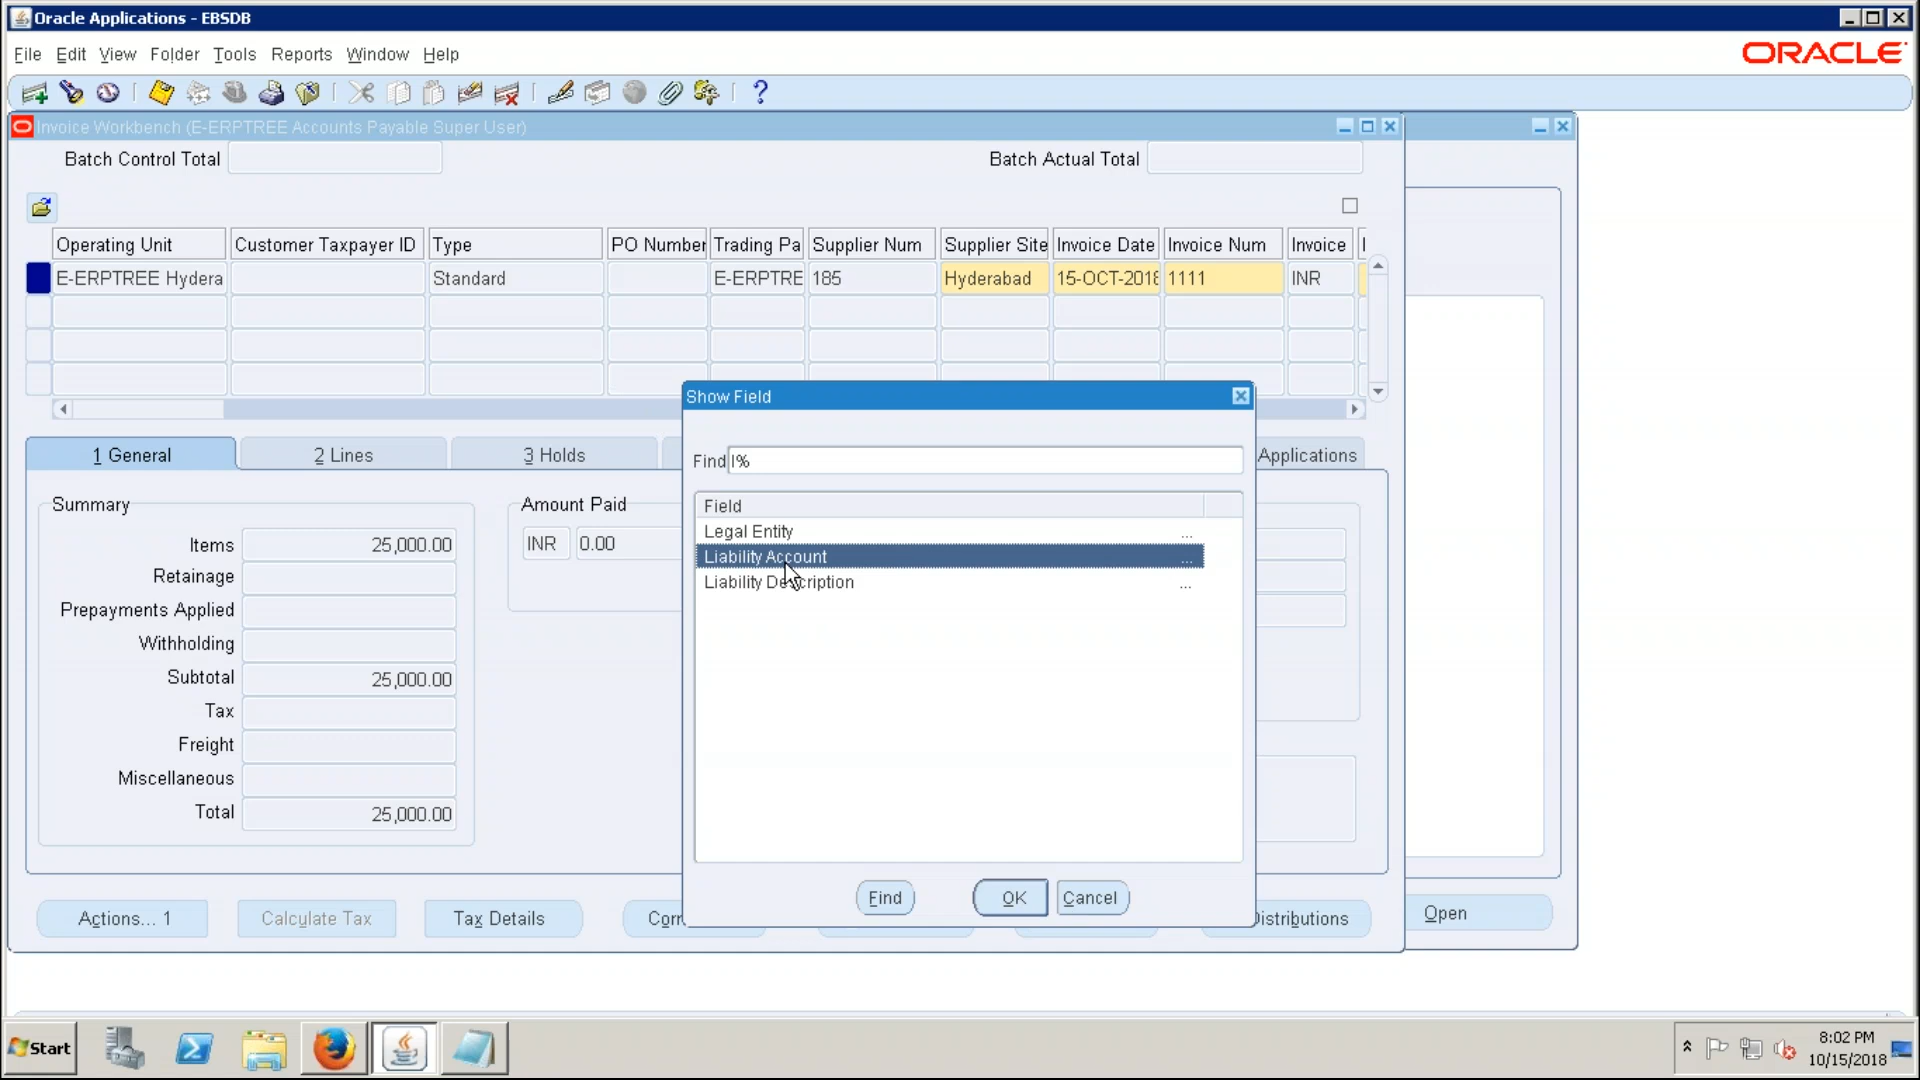 Oracle Applications - EBSDB
File Edit View Folder Tools Reports Window Help
ORACLE
Invoice Workbench (E-ERPTREE Accounts Payable Super User)
Batch Control Total
Batch Actual Total
Operating Unit Customer Taxpayer ID Type PO Number Trading Pa Supplier Num Supplier Site Invoice Date Invoice Num Invoice
E-ERPTREE Hydera Standard E-ERPTRE 185 Hyderabad 15-OCT-2018 1111 INR
1 General 2 Lines 3 Holds Applications
Summary
Items 25,000.00
Retainage
Prepayments Applied
Withholding
Subtotal 25,000.00
Tax
Freight
Miscellaneous
Total 25,000.00
Amount Paid
INR 0.00
Show Field
Find l%
Field
Legal Entity ...
Liability Account ...
Liability Description ...
Find OK Cancel
Actions... 1 Calculate Tax Tax Details Corr Distributions
Open
Start
8:02 PM
10/15/2018